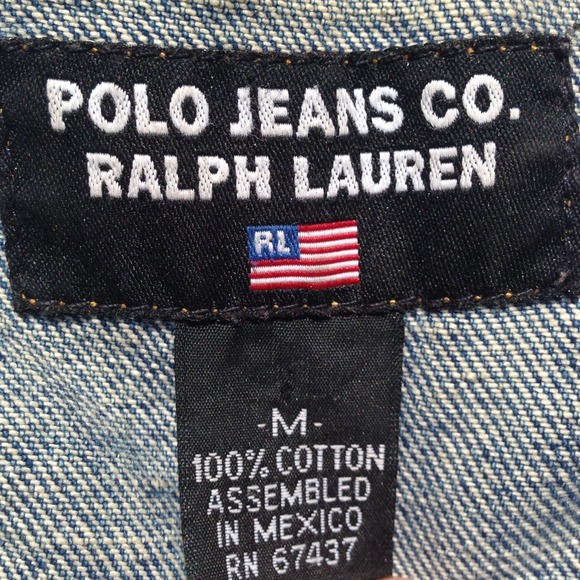 POLO JEANS CO.
RALPH LAUREN
RL
-M-
100% COTTON
ASSEMBLED
IN MEXICO
RN 67437